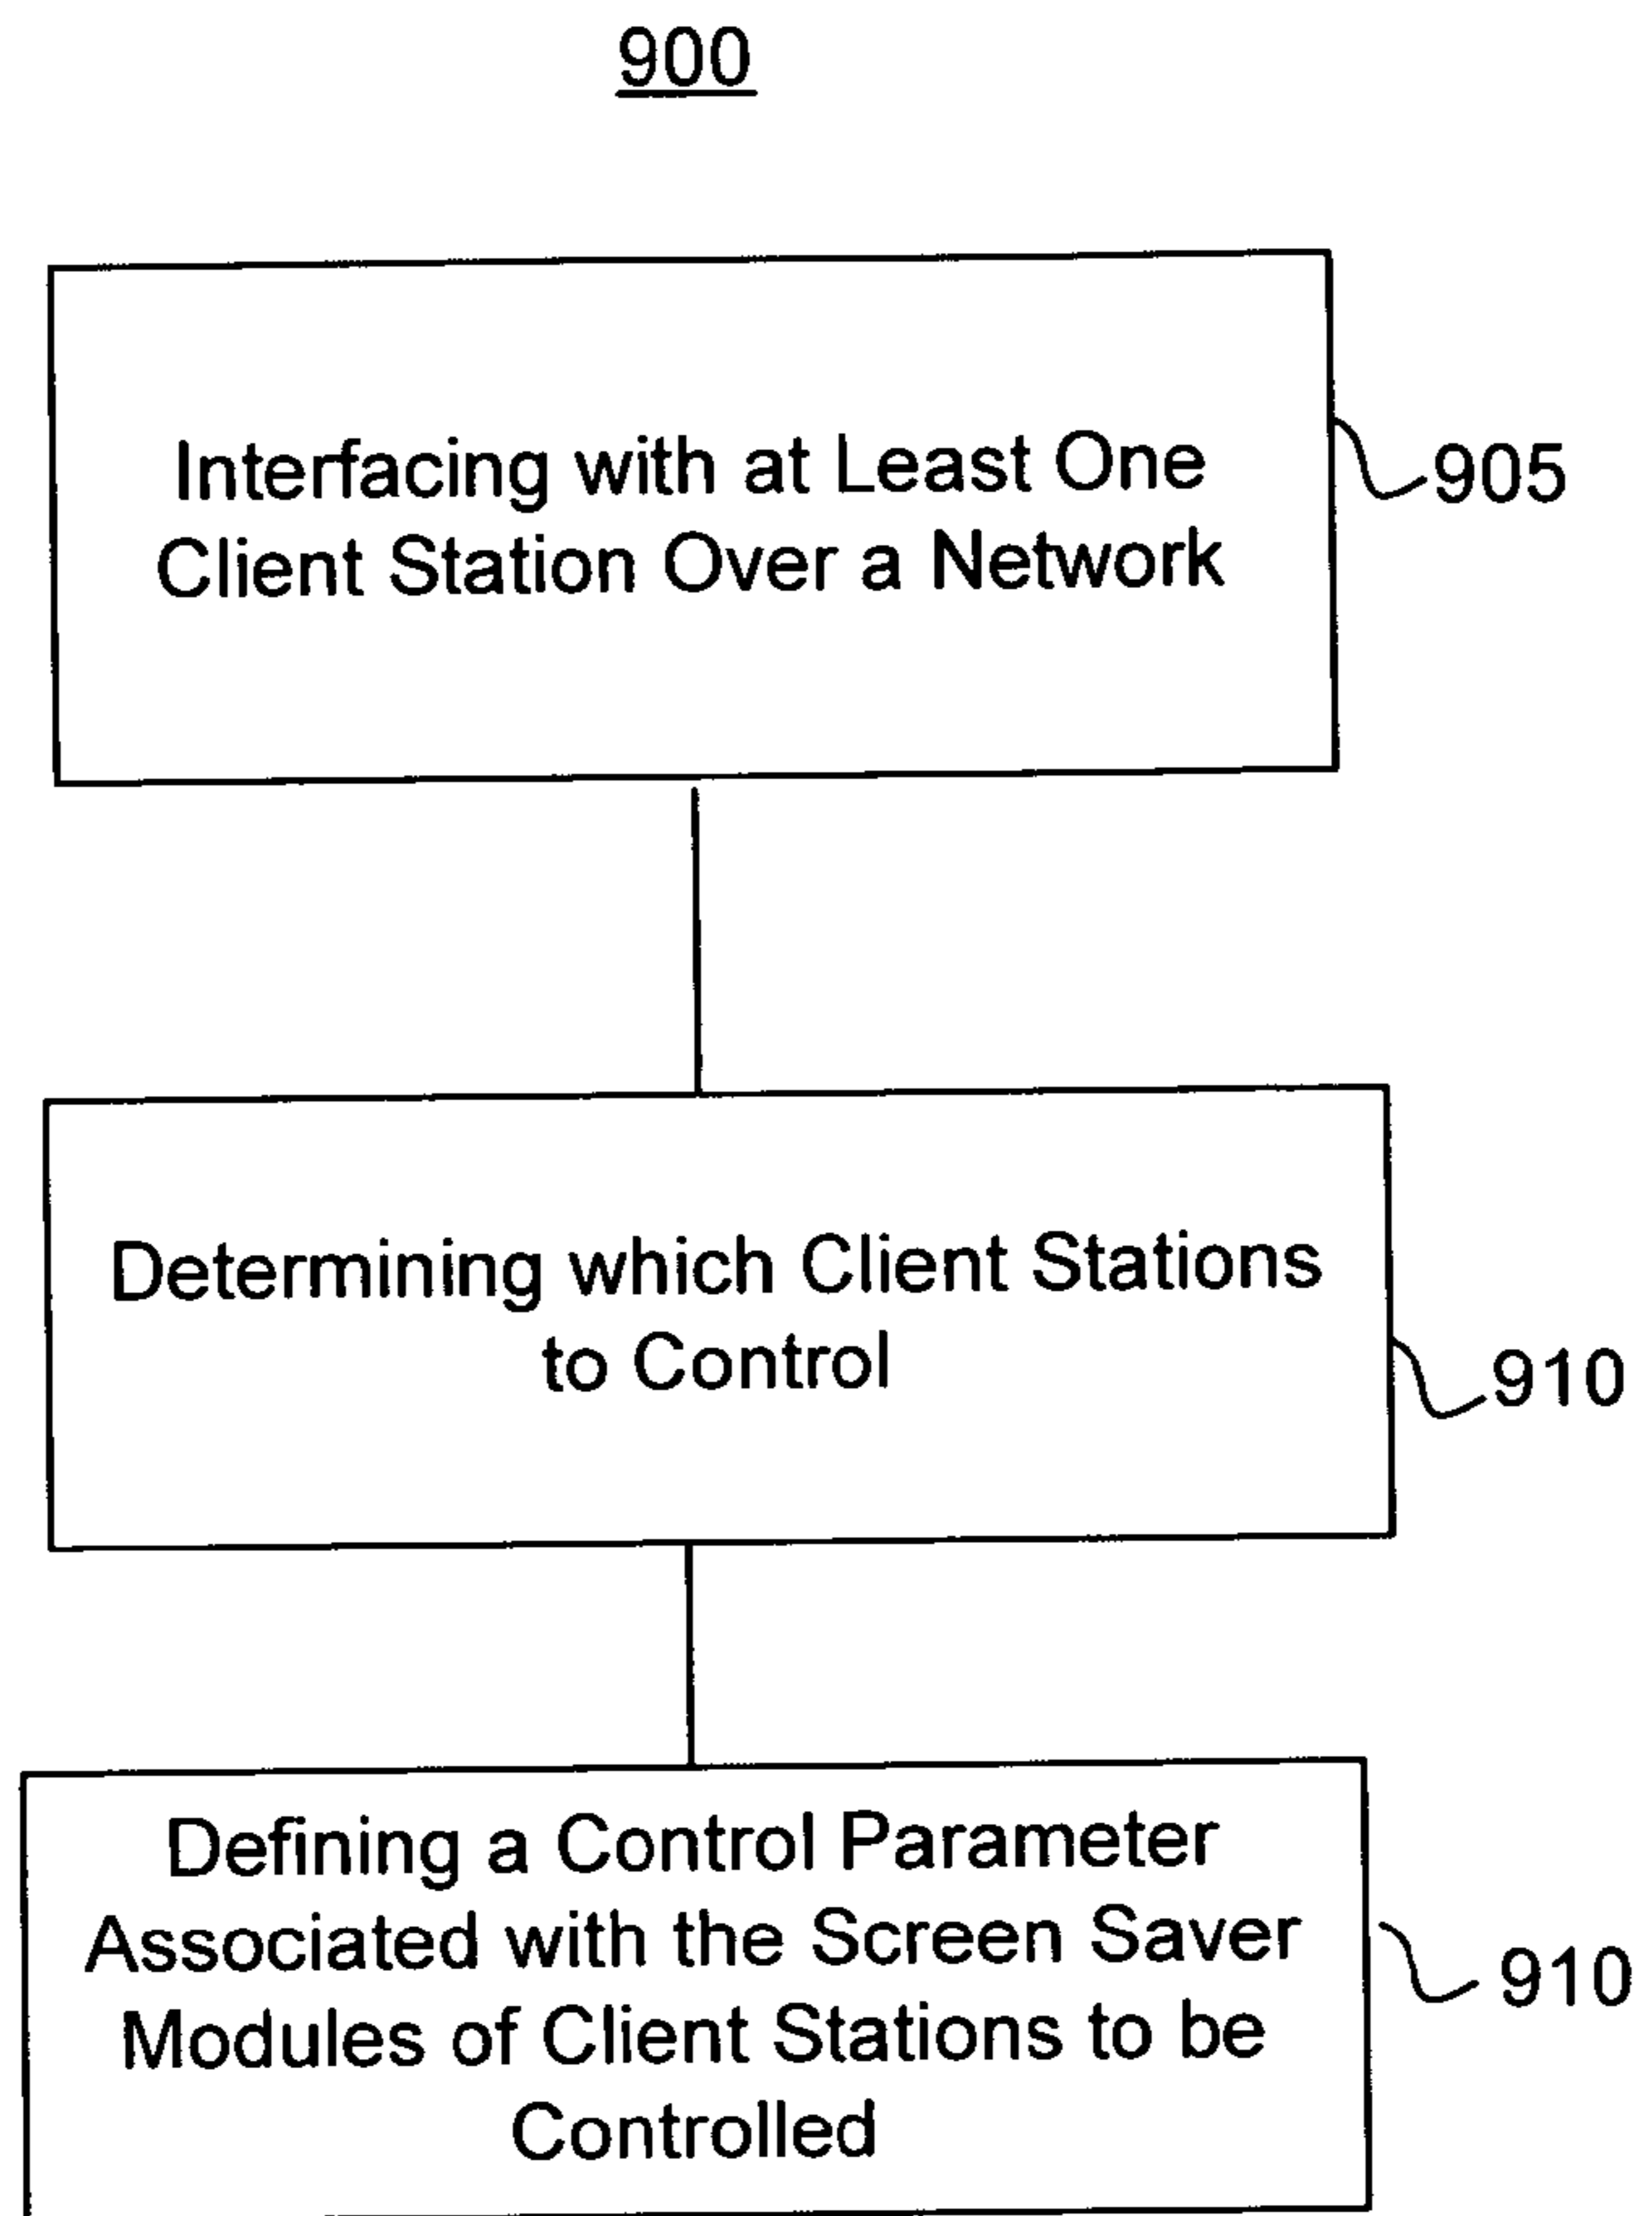 900
Interfacing with at Least One
Client Station Over a Network
905
Determining which Client Stations
to Control
910
Defining a Control Parameter
Associated with the Screen Saver
Modules of Client Stations to be
Controlled
910